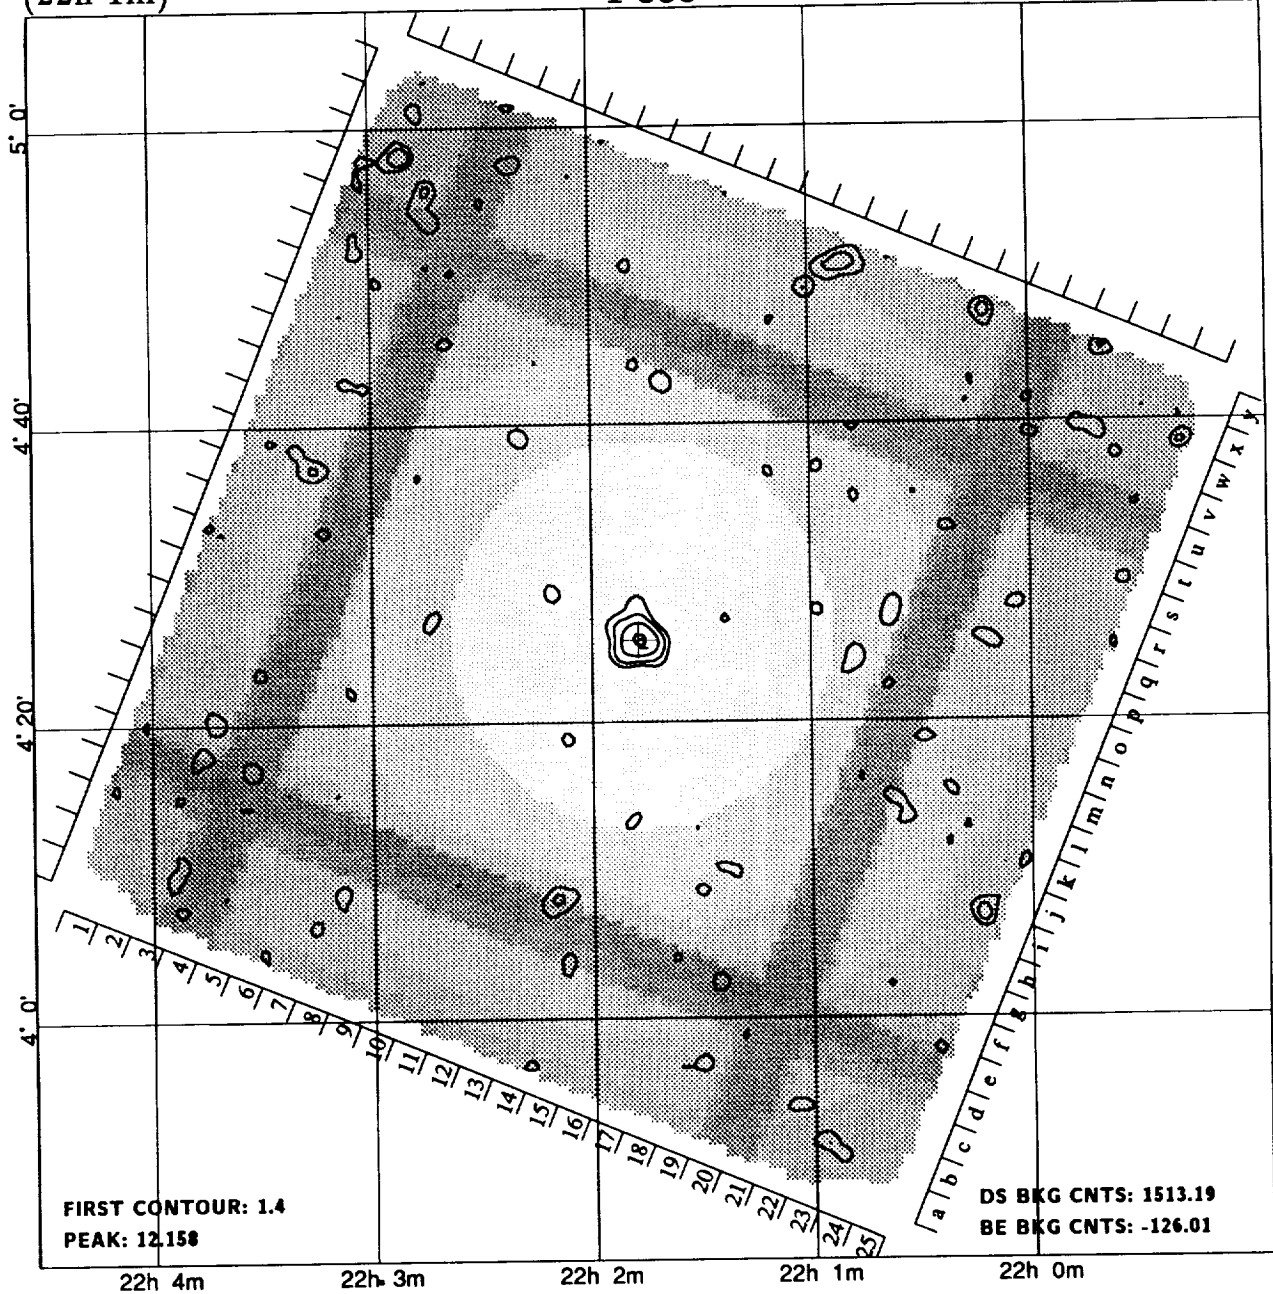 (22h 1m)
5° 0'
4° 40'
4° 20'
4° 0'
y
x
w
v
u
t
s
r
q
p
o
n
m
l
k
j
i
h
g
f
e
d
c
b
a
1 2 3 4 5 6 7 8 9 10 11 12 13 14 15 16 17 18 19 20 21 22 23 24 25
FIRST CONTOUR: 1.4
PEAK: 12.158
DS BKG CNTS: 1513.19
BE BKG CNTS: -126.01
22h 4m 22h 3m 22h 2m 22h 1m 22h 0m